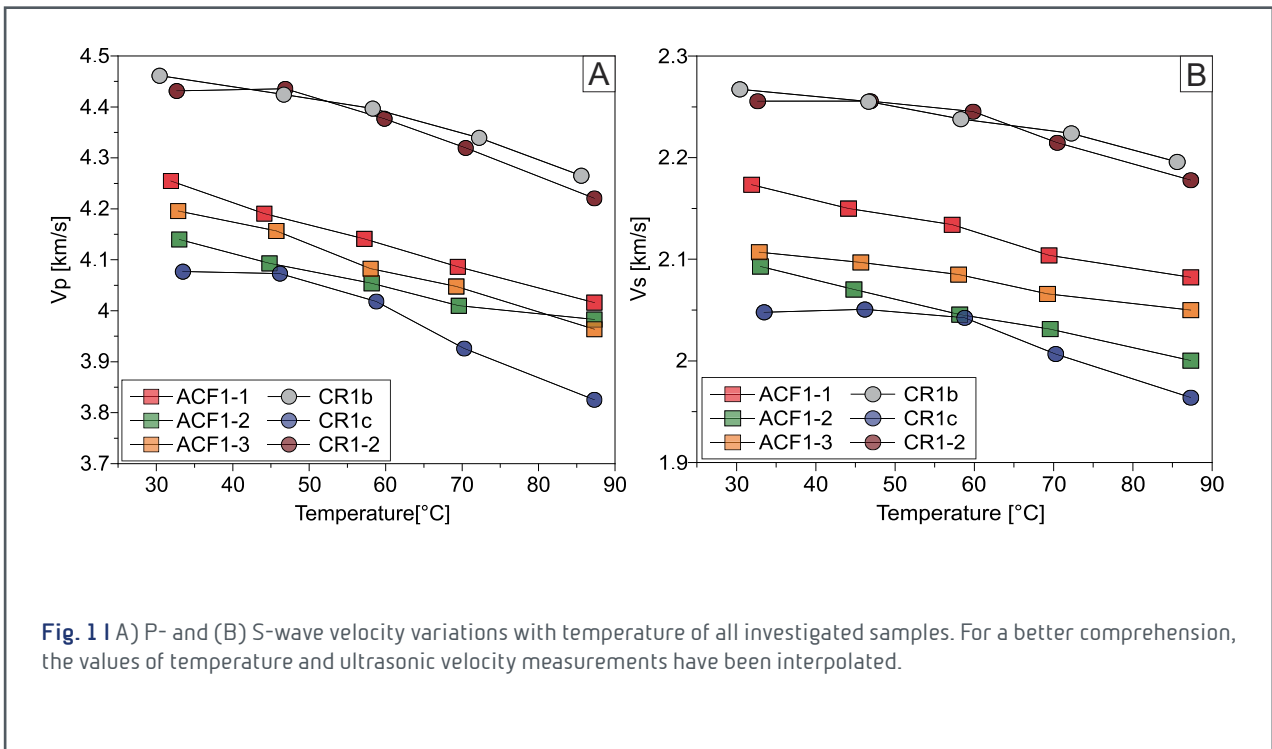 4.5
4.4
4.3
4.2
4.1
4
3.9
3.8
3.7
Vp [km/s]
A
ACF1-1
ACF1-2
ACF1-3
CR1b
CR1c
CR1-2
30 40 50 60 70 80 90
Temperature[°C]
2.3
2.2
2.1
2
1.9
Vs [km/s]
B
ACF1-1
ACF1-2
ACF1-3
CR1b
CR1c
CR1-2
30 40 50 60 70 80 90
Temperature [°C]
Fig. 1 I A) P- and (B) S-wave velocity variations with temperature of all investigated samples. For a better comprehension,
the values of temperature and ultrasonic velocity measurements have been interpolated.